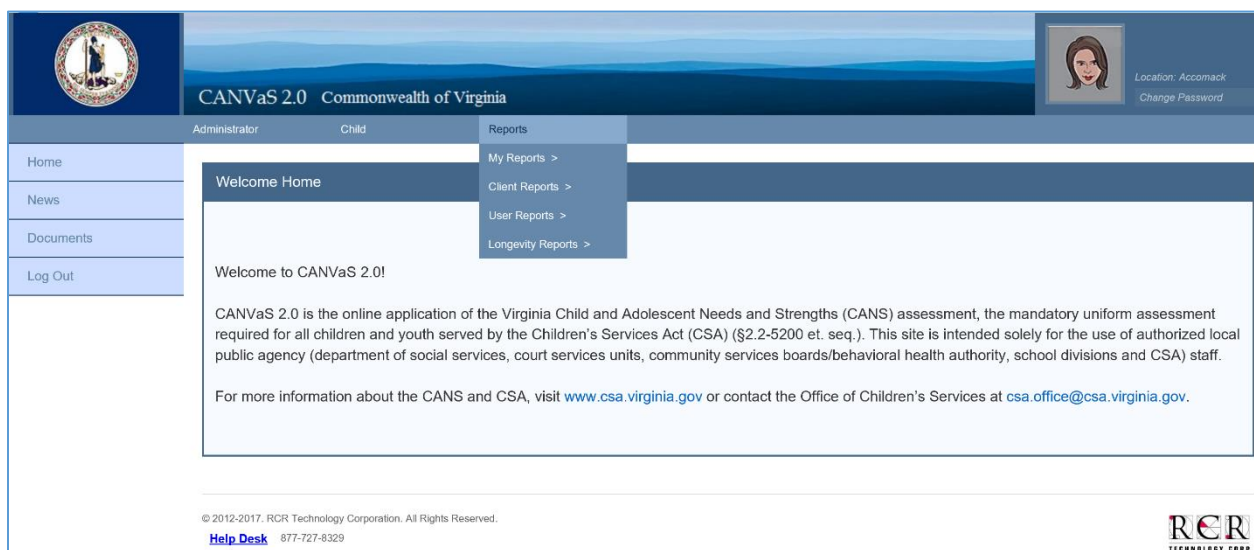 CANVaS 2.0 Commonwealth of Virginia
Location: Accomack
Change Password
Administrator Child Reports
Home
News
Documents
Log Out
My Reports >
Client Reports >
User Reports >
Longevity Reports >
Welcome Home
Welcome to CANVaS 2.0!
CANVaS 2.0 is the online application of the Virginia Child and Adolescent Needs and Strengths (CANS) assessment, the mandatory uniform assessment
required for all children and youth served by the Children's Services Act (CSA) (§2.2-5200 et. seq.). This site is intended solely for the use of authorized local
public agency (department of social services, court services units, community services boards/behavioral health authority, school divisions and CSA) staff.
For more information about the CANS and CSA, visit www.csa.virginia.gov or contact the Office of Children's Services at csa.office@csa.virginia.gov.
© 2012-2017. RCR Technology Corporation. All Rights Reserved.
Help Desk 877-727-8329
RCR
TECHNOLOGY CORP